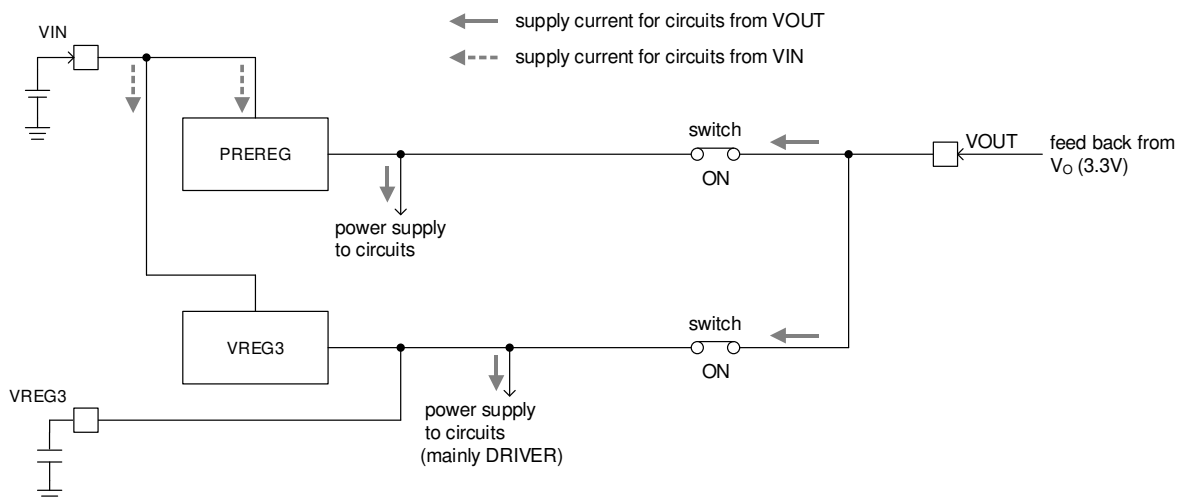 supply current for circuits from VOUT
VIN
supply current for circuits from VIN
switch
PREREG
VOUT
feed back from
VO (3.3V)
ON
power supply
to circuits
switch
VREG3
ON
VREG3
power supply
to circuits
(mainly DRIVER)